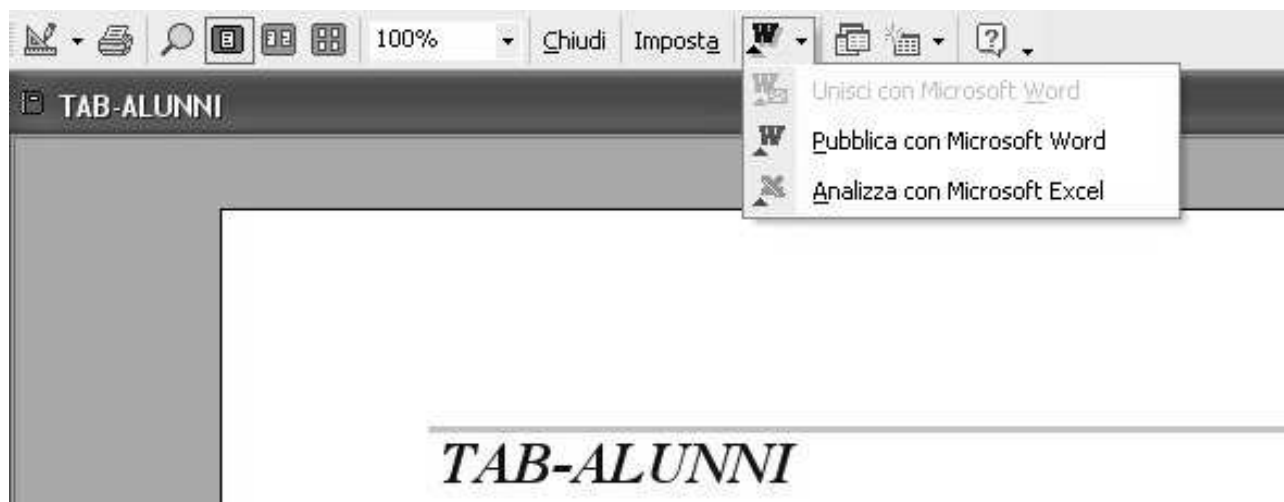 100% Chiudi Imposta
TAB-ALUNNI
Unisci con Microsoft Word
Pubblica con Microsoft Word
Analizza con Microsoft Excel
TAB-ALUNNI